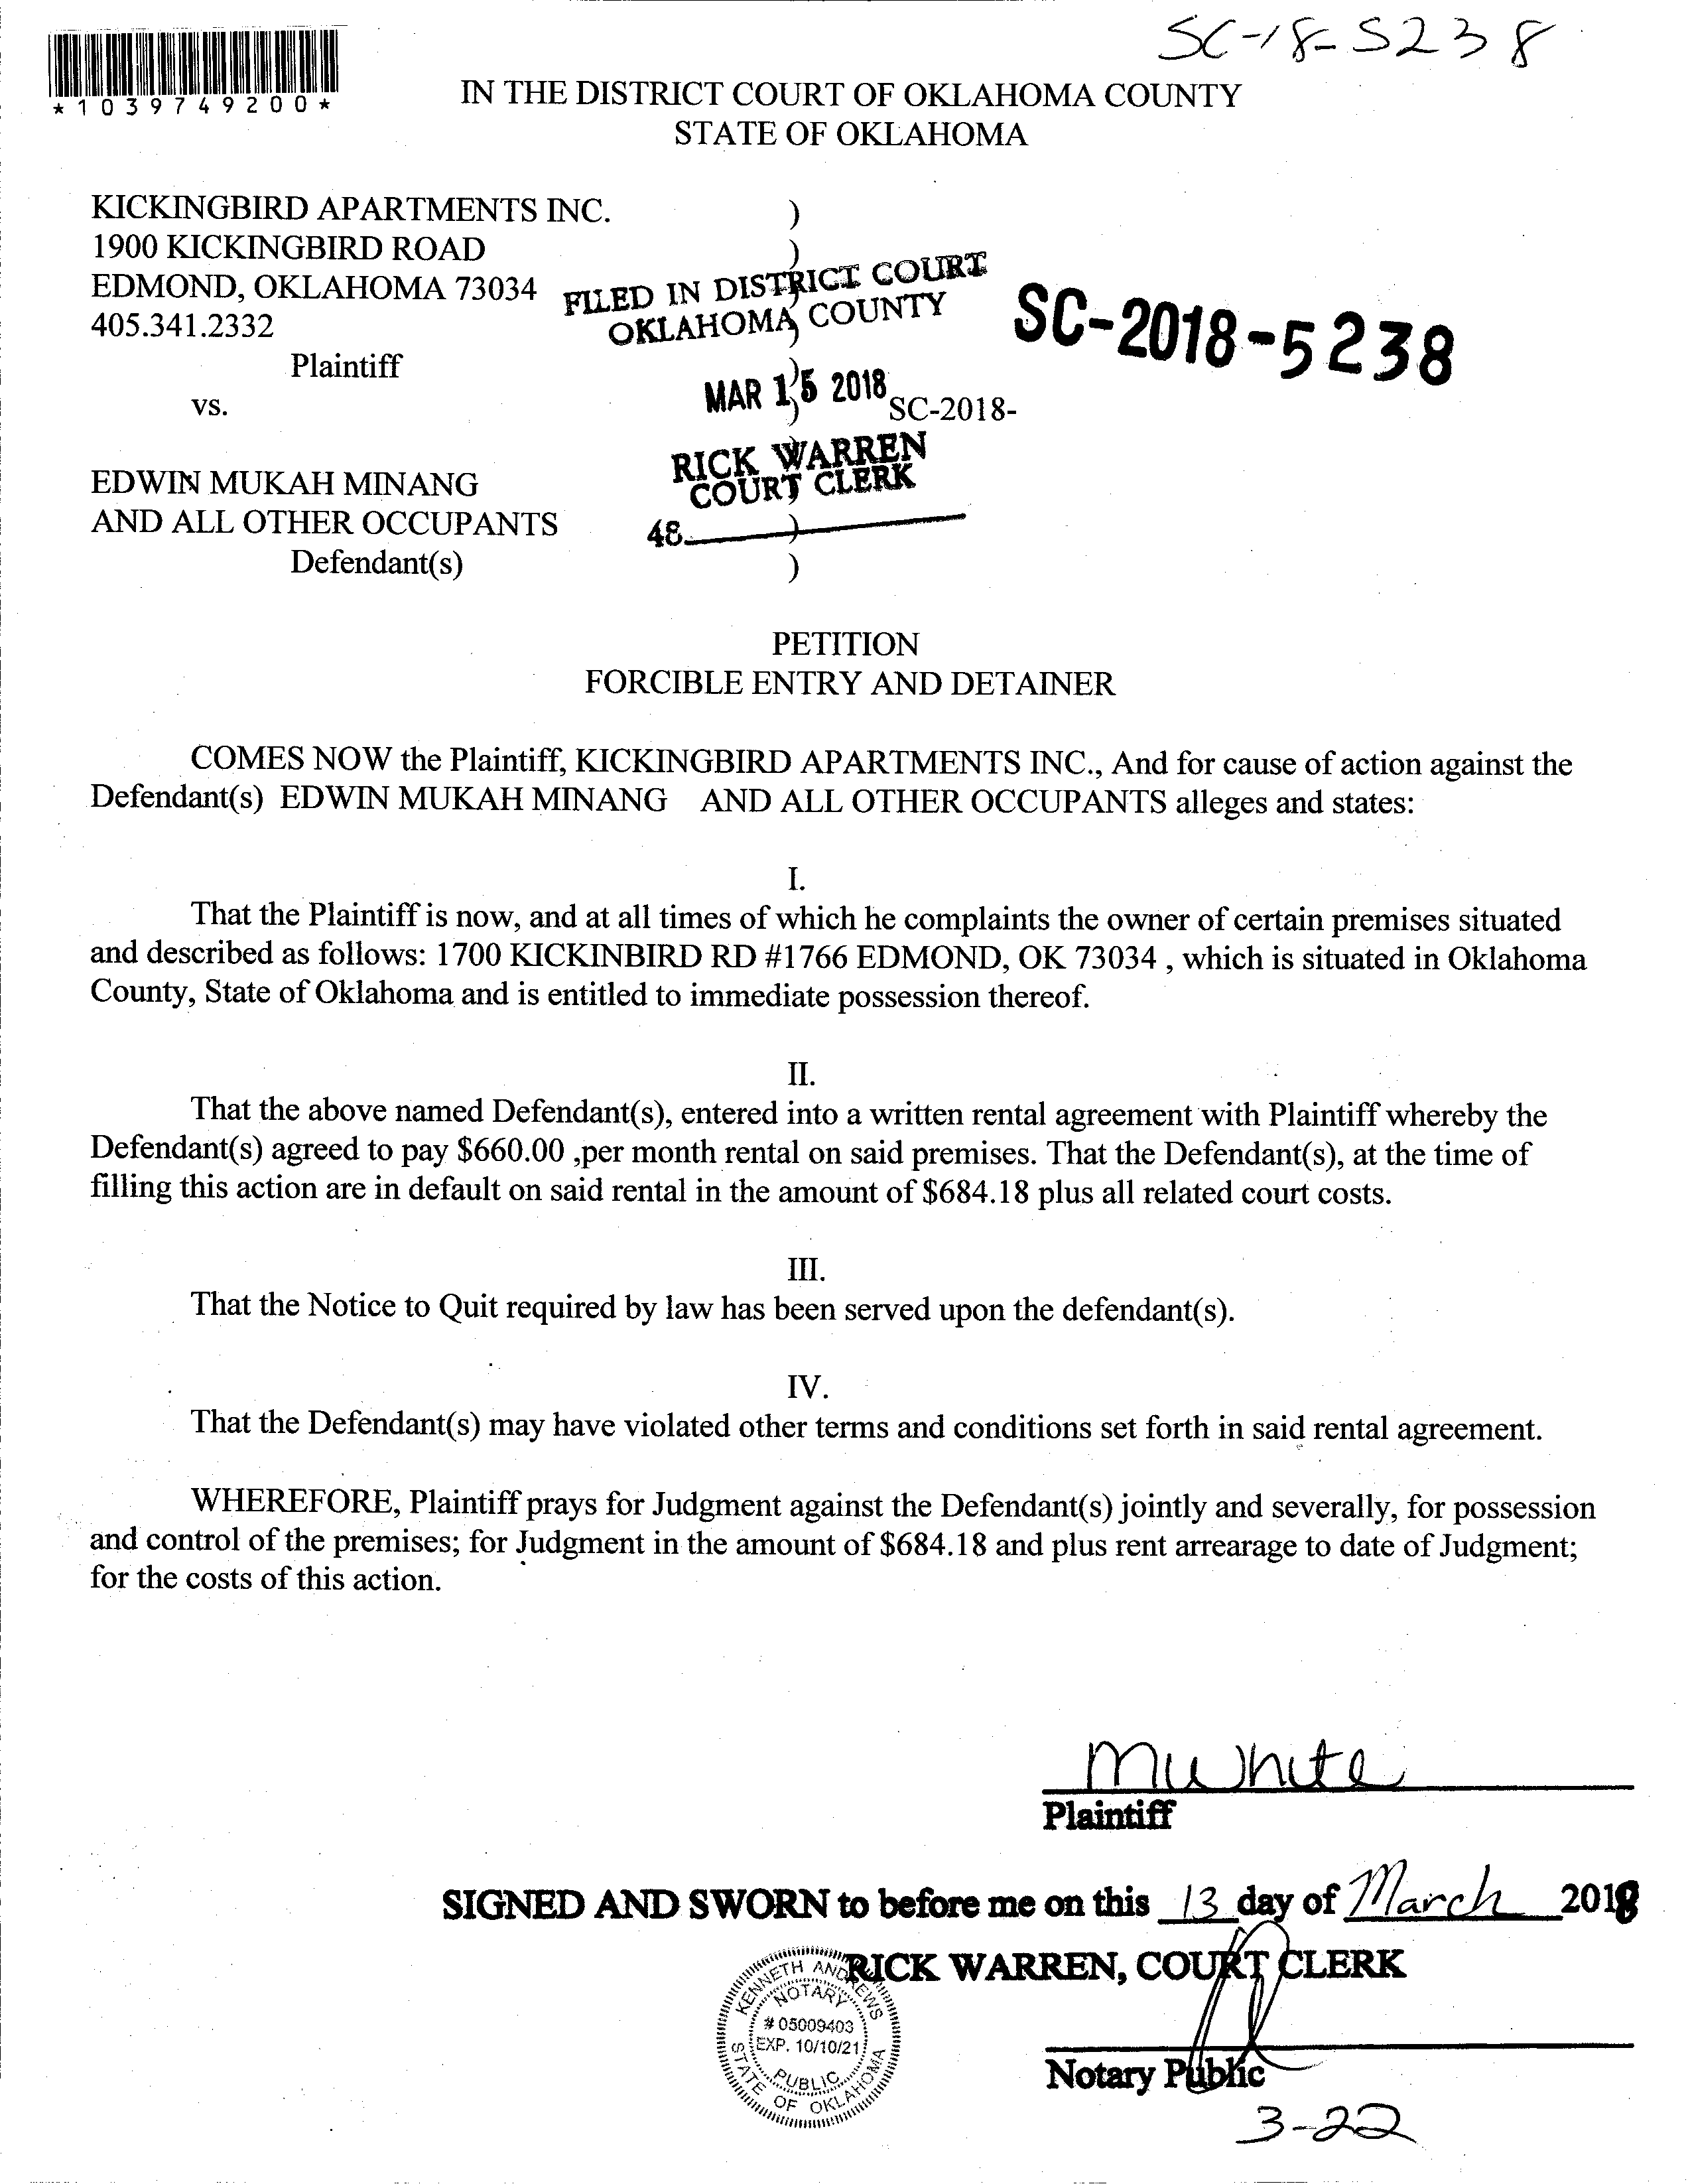 SC-18-5238
*1039749200*
IN THE DISTRICT COURT OF OKLAHOMA COUNTY
STATE OF OKLAHOMA
KICKINGBIRD APARTMENTS INC. )
1900 KICKINGBIRD ROAD )
EDMOND, OKLAHOMA 73034
405.341.2332 )
FILED IN DISTRICT COURT
OKLAHOMA COUNTY
SC-2018-5238
Plaintiff )
MAR 15 2018
vs. ) SC-2018-
RICK WARREN
COURT CLERK
48
EDWIN MUKAH MINANG )
AND ALL OTHER OCCUPANTS )
Defendant(s) )
PETITION
FORCIBLE ENTRY AND DETAINER
COMES NOW the Plaintiff, KICKINGBIRD APARTMENTS INC., And for cause of action against the
Defendant(s) EDWIN MUKAH MINANG AND ALL OTHER OCCUPANTS alleges and states:
I.
That the Plaintiff is now, and at all times of which he complaints the owner of certain premises situated
and described as follows: 1700 KICKINBIRD RD #1766 EDMOND, OK 73034 , which is situated in Oklahoma
County, State of Oklahoma and is entitled to immediate possession thereof.
II.
That the above named Defendant(s), entered into a written rental agreement with Plaintiff whereby the
Defendant(s) agreed to pay $660.00 ,per month rental on said premises. That the Defendant(s), at the time of
filling this action are in default on said rental in the amount of $684.18 plus all related court costs.
III.
That the Notice to Quit required by law has been served upon the defendant(s).
IV.
That the Defendant(s) may have violated other terms and conditions set forth in said rental agreement.
WHEREFORE, Plaintiff prays for Judgment against the Defendant(s) jointly and severally, for possession
and control of the premises; for Judgment in the amount of $684.18 and plus rent arrearage to date of Judgment;
for the costs of this action.
MWhite
Plaintiff
SIGNED AND SWORN to before me on this 13 day of March 2018
RICK WARREN, COURT CLERK
KENNETH ANDREWS
NOTARY
# 05009403
EXP. 10/10/21
PUBLIC
STATE OF OKLAHOMA
Notary Public
3-22